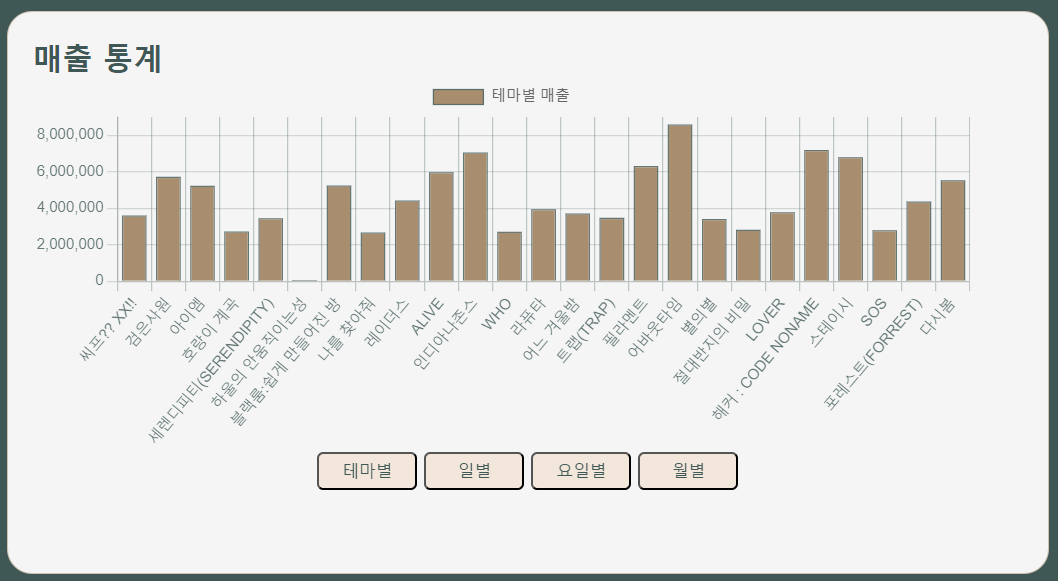 매출 통계
테마별 매출
8,000,000
6,000,000
4,000,000
2,000,000
0
써프?? XX!!
검은사원
아이엠
호랑이 계곡
세렌디피티(SERENDIPITY)
하울의 안움직이는성
블랙룸:쉽게 만들어진 방
나를 찾아줘
레이더스
ALIVE
인디아나존스
WHO
라퓨타
어느 겨울밤
트랩(TRAP)
필라멘트
어바웃타임
별의별
절대반지의 비밀
LOVER
해커 : CODE NONAME
스테이시
SOS
포레스트(FORREST)
다시봄
테마별
일별
요일별
월별